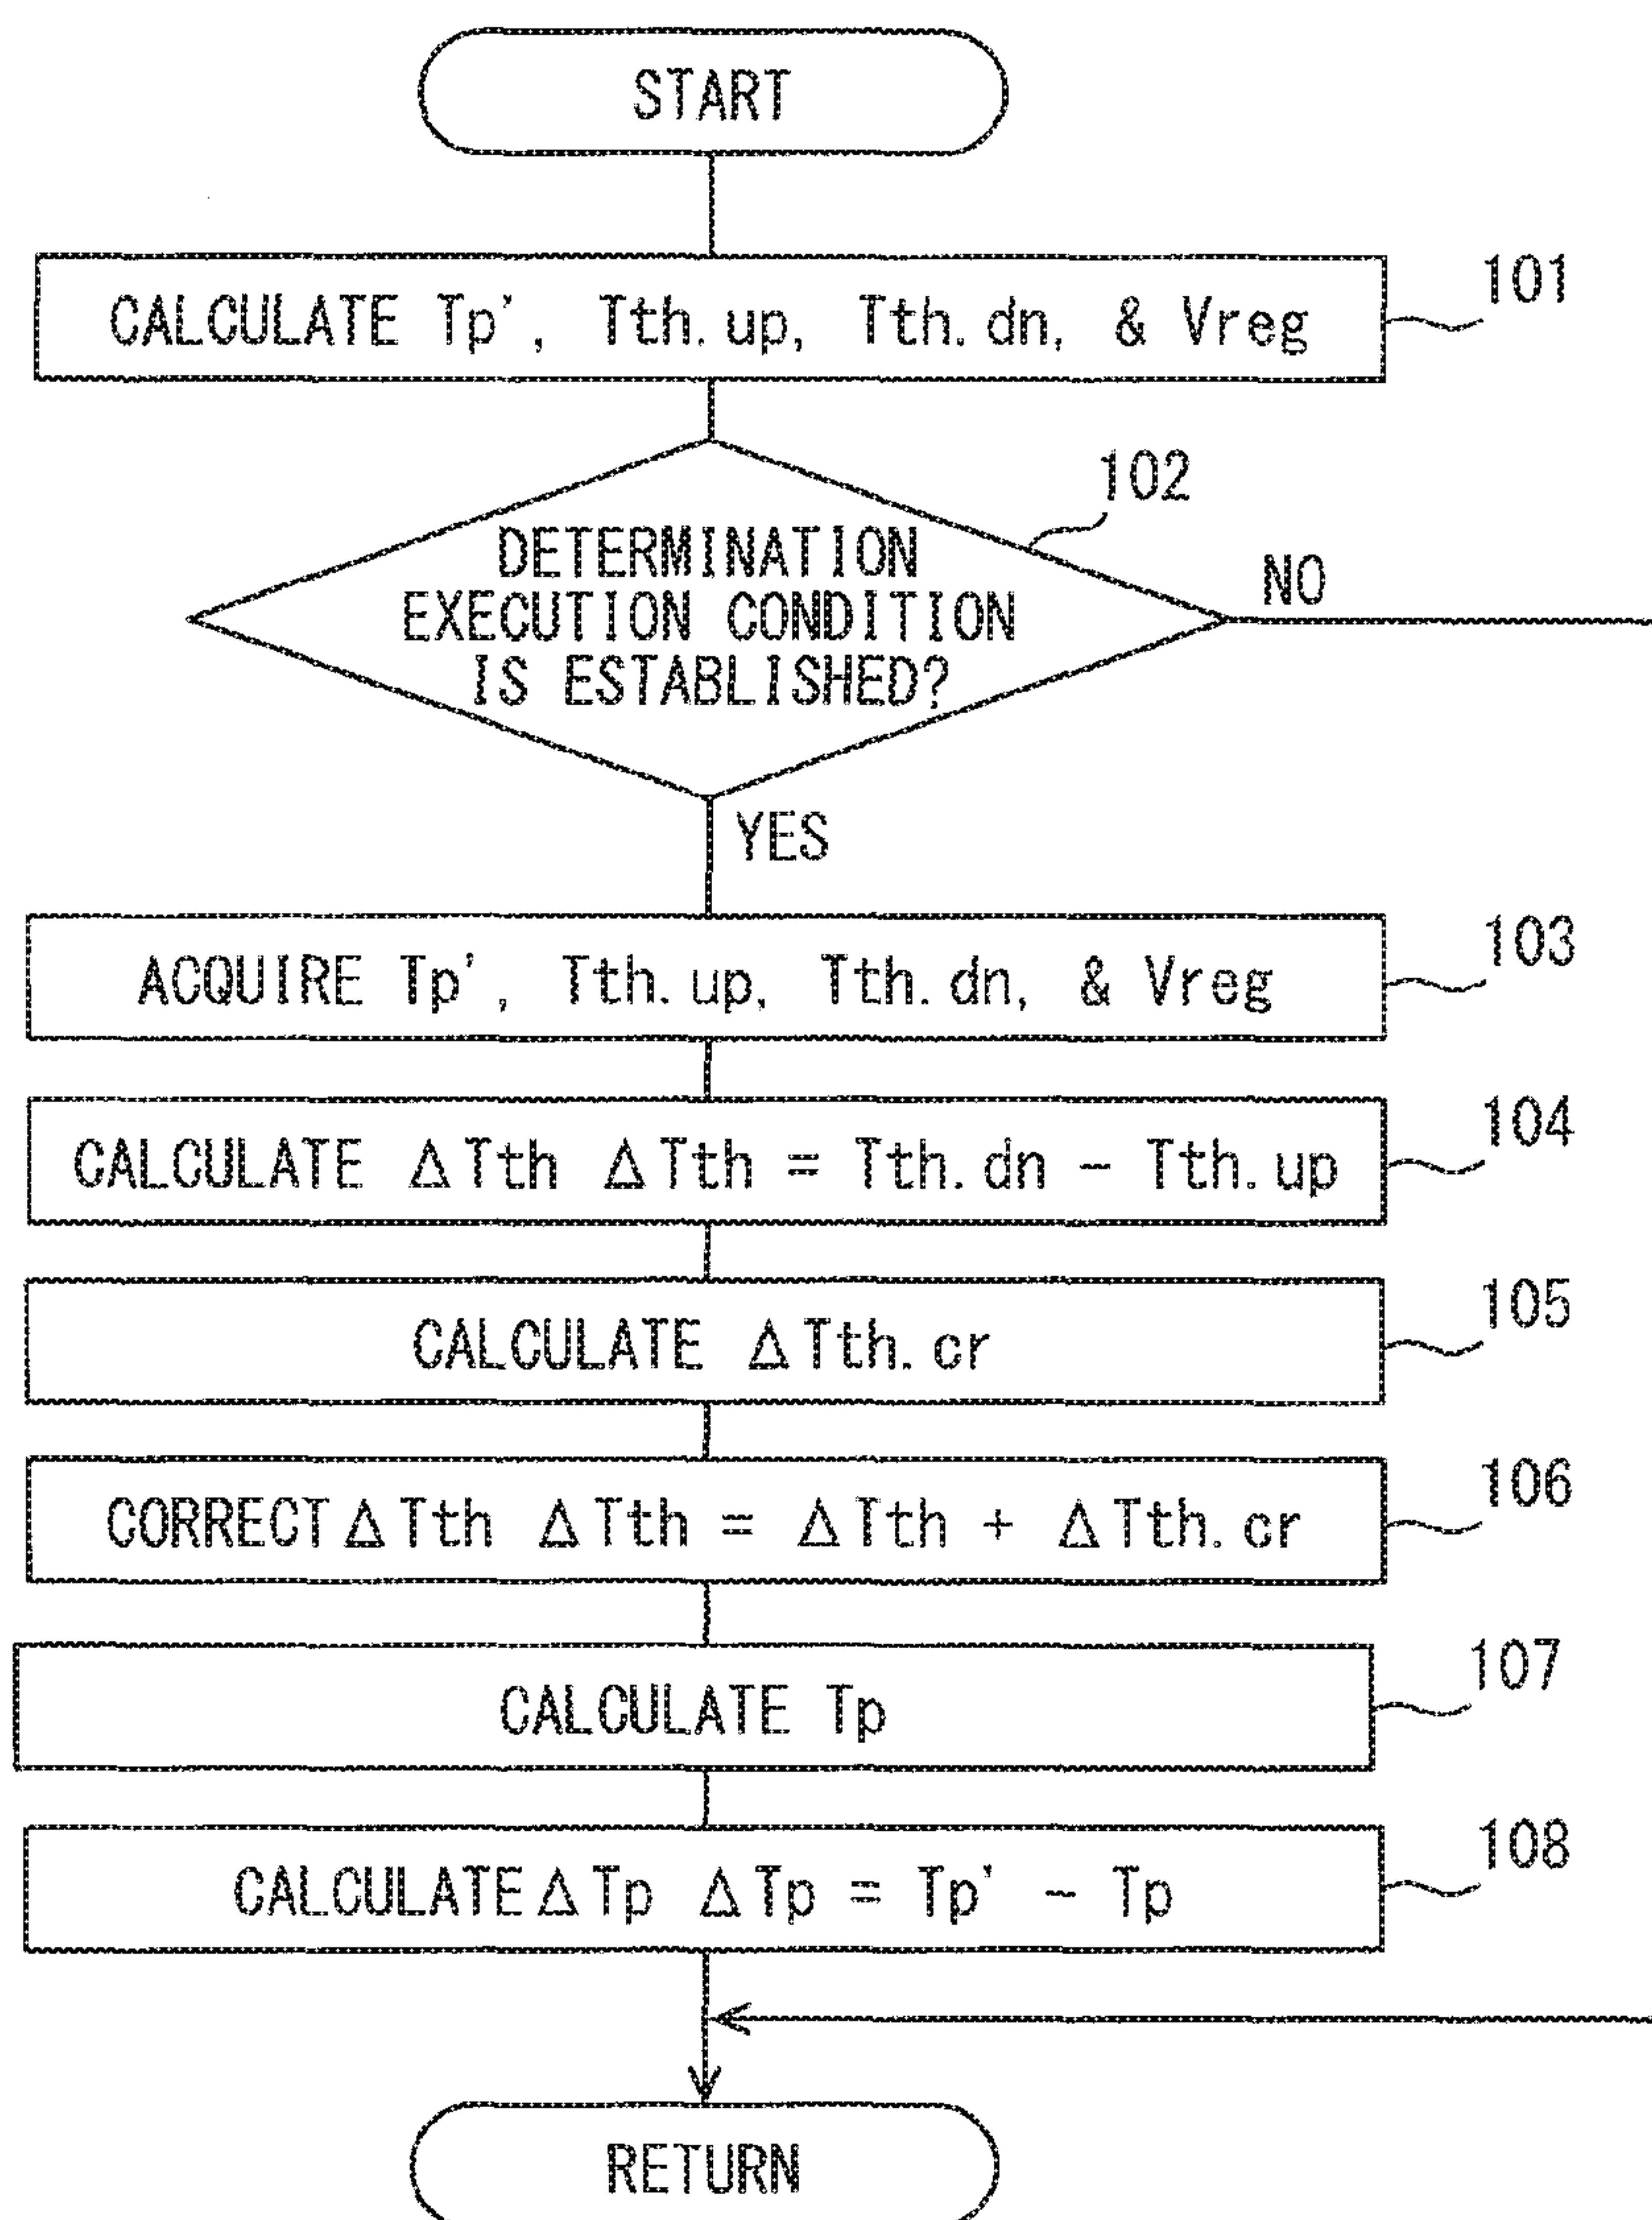 START
CALCULATE Tp', Tth.up, Tth.dn, & Vreg
101
102
DETERMINATION
EXECUTION CONDITION
IS ESTABLISHED?
NO
YES
ACQUIRE Tp', Tth.up, Tth.dn, & Vreg
103
CALCULATE ΔTth ΔTth = Tth.dn - Tth.up
104
CALCULATE ΔTth.cr
105
CORRECT ΔTth ΔTth = ΔTth + ΔTth.cr
106
CALCULATE Tp
107
CALCULATE ΔTp ΔTp = Tp' - Tp
108
RETURN